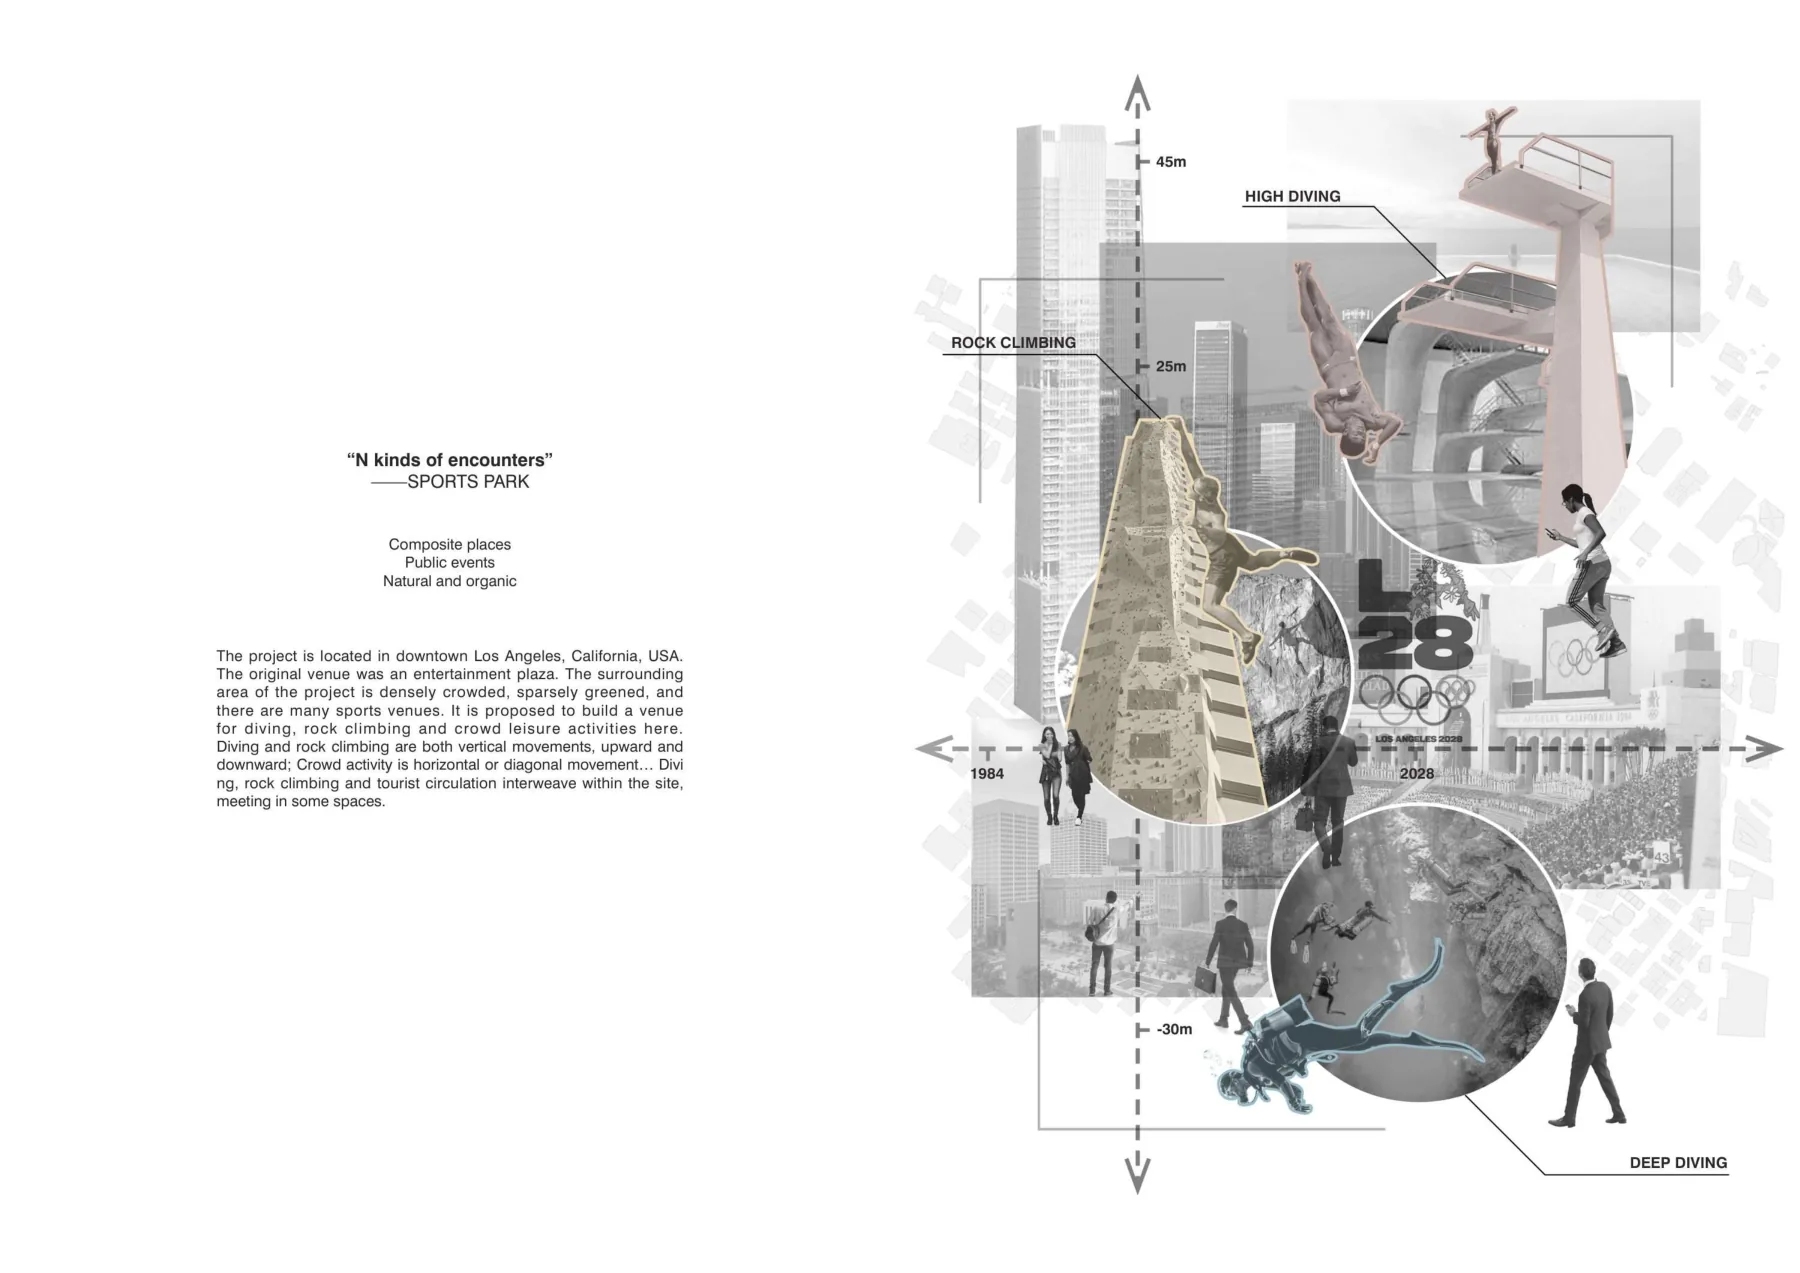 “N kinds of encounters”
——SPORTS PARK
Composite places
Public events
Natural and organic
The project is located in downtown Los Angeles, California, USA.
The original venue was an entertainment plaza. The surrounding
area of the project is densely crowded, sparsely greened, and
there are many sports venues. It is proposed to build a venue
for diving, rock climbing and crowd leisure activities here.
Diving and rock climbing are both vertical movements, upward and
downward; Crowd activity is horizontal or diagonal movement… Divi
ng, rock climbing and tourist circulation interweave within the site,
meeting in some spaces.
45m
HIGH DIVING
ROCK CLIMBING
25m
L
28
LOS ANGELES 2028
1984
2028
43
-30m
DEEP DIVING